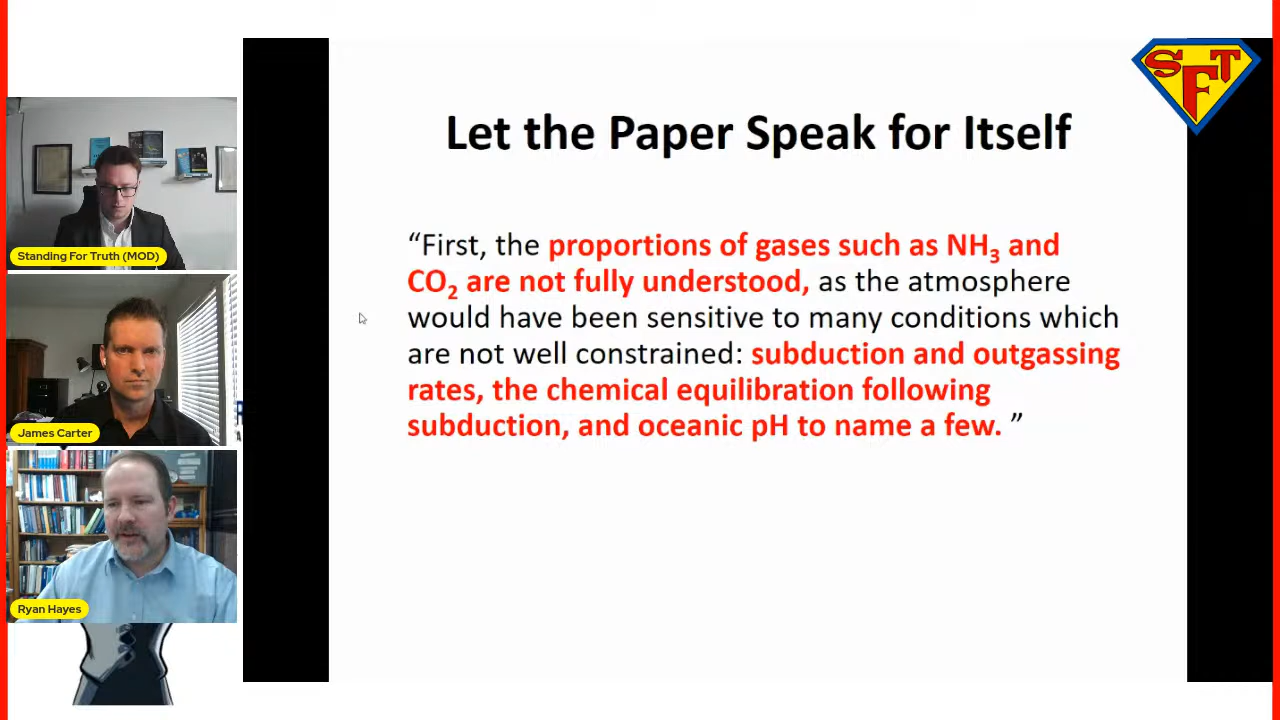 SFT
Let the Paper Speak for Itself
“First, the proportions of gases such as NH₃ and
CO₂ are not fully understood, as the atmosphere
would have been sensitive to many conditions which
are not well constrained: subduction and outgassing
rates, the chemical equilibration following
subduction, and oceanic pH to name a few. ”
Standing For Truth (MOD)
James Carter
Ryan Hayes